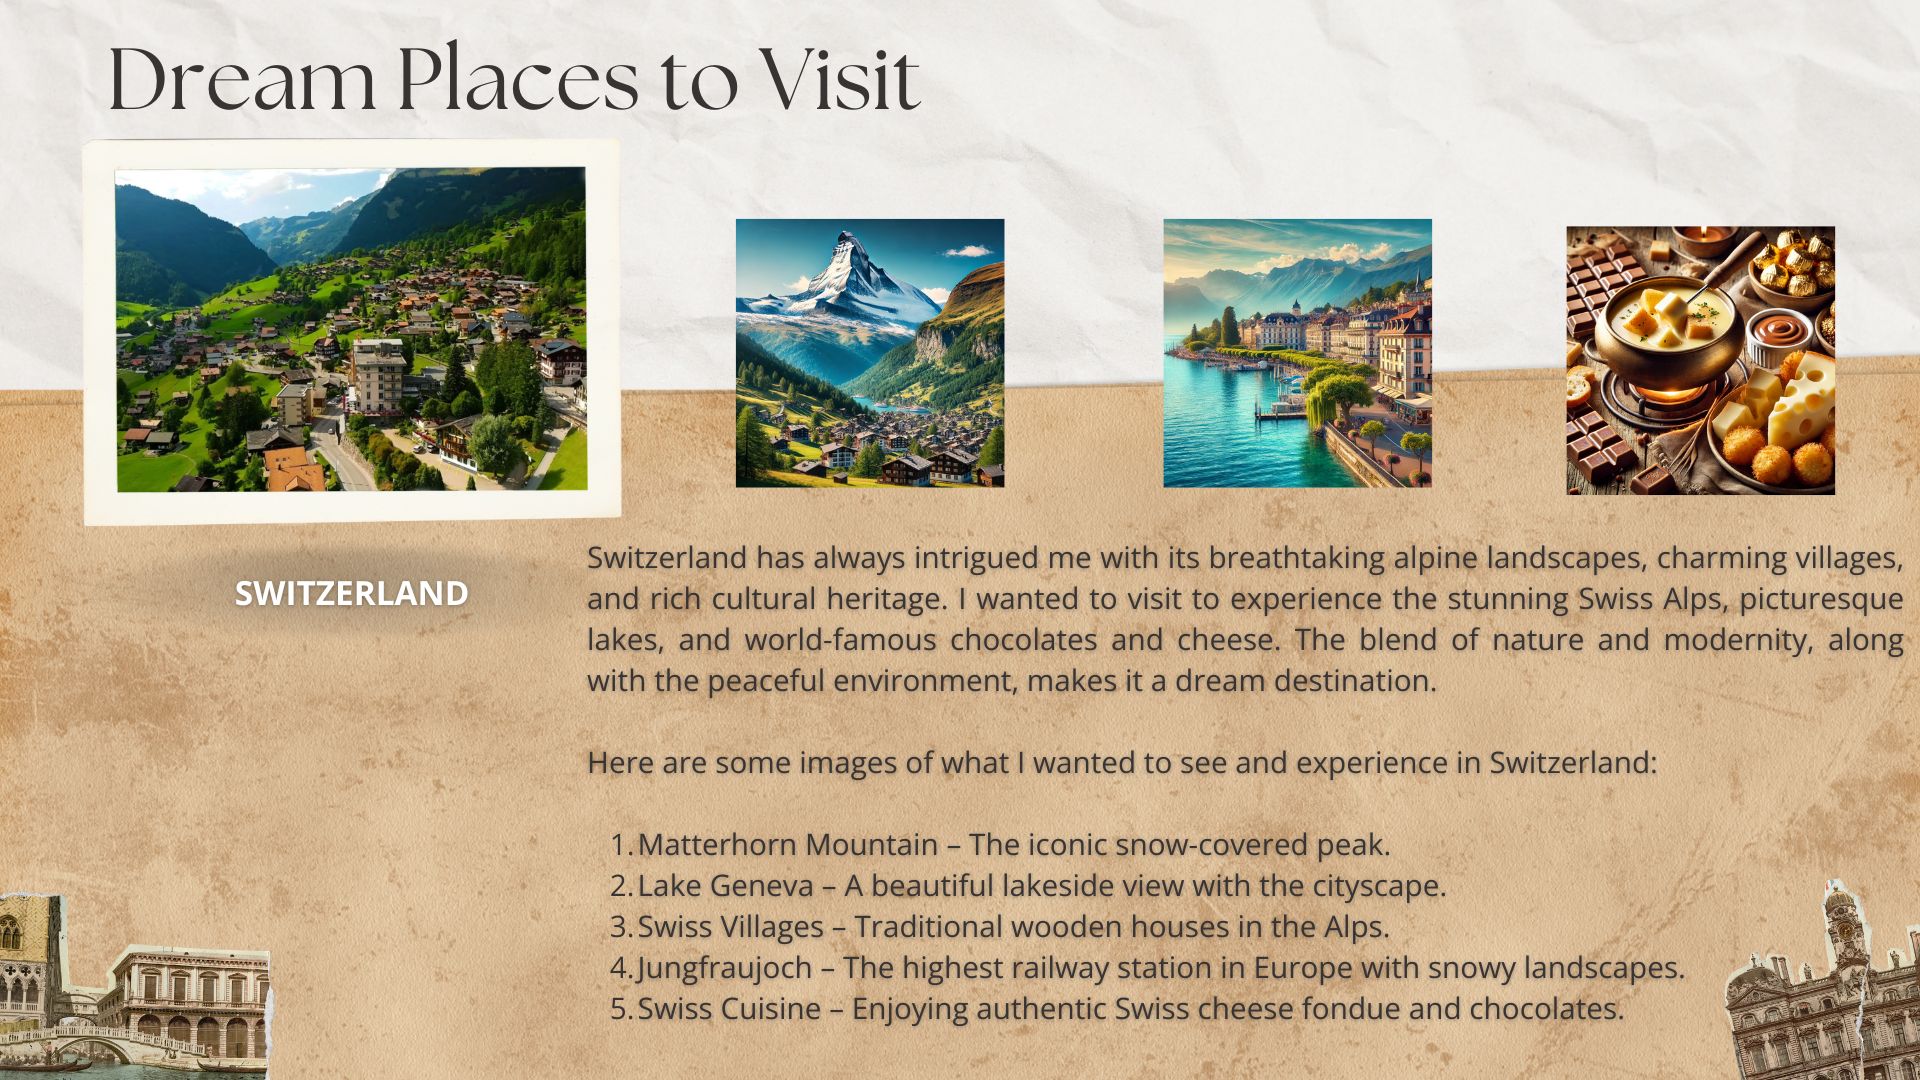 Dream Places to Visit
SWITZERLAND
Switzerland has always intrigued me with its breathtaking alpine landscapes, charming villages,
and rich cultural heritage. I wanted to visit to experience the stunning Swiss Alps, picturesque
lakes, and world-famous chocolates and cheese. The blend of nature and modernity, along
with the peaceful environment, makes it a dream destination.
Here are some images of what I wanted to see and experience in Switzerland:
1. Matterhorn Mountain – The iconic snow-covered peak.
2. Lake Geneva – A beautiful lakeside view with the cityscape.
3. Swiss Villages – Traditional wooden houses in the Alps.
4. Jungfraujoch – The highest railway station in Europe with snowy landscapes.
5. Swiss Cuisine – Enjoying authentic Swiss cheese fondue and chocolates.